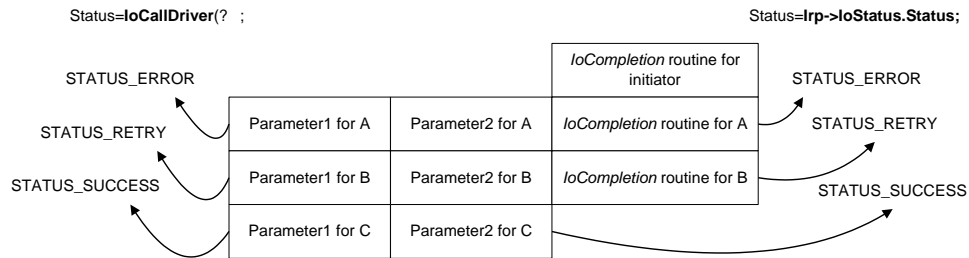 Status=IoCallDriver(? ;
Status=Irp->IoStatus.Status;
IoCompletion routine for
initiator
STATUS_ERROR
STATUS_ERROR
Parameter1 for A
Parameter2 for A
IoCompletion routine for A
STATUS_RETRY
STATUS_RETRY
Parameter1 for B
Parameter2 for B
IoCompletion routine for B
STATUS_SUCCESS
STATUS_SUCCESS
Parameter1 for C
Parameter2 for C